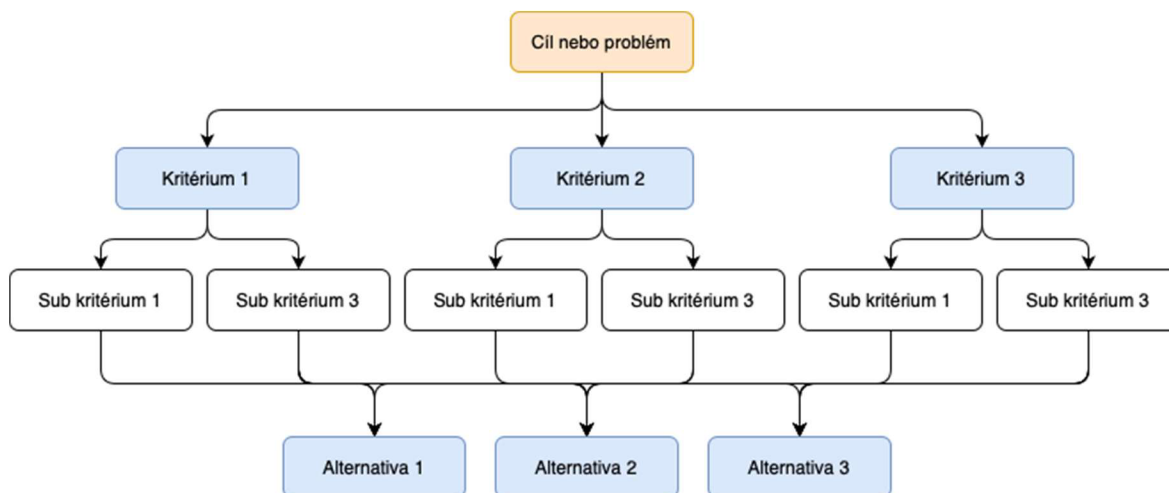 Cíl nebo problém
Kritérium 1
Kritérium 2
Kritérium 3
Sub kritérium 1
Sub kritérium 3
Sub kritérium 1
Sub kritérium 3
Sub kritérium 1
Sub kritérium 3
Alternativa 1
Alternativa 2
Alternativa 3